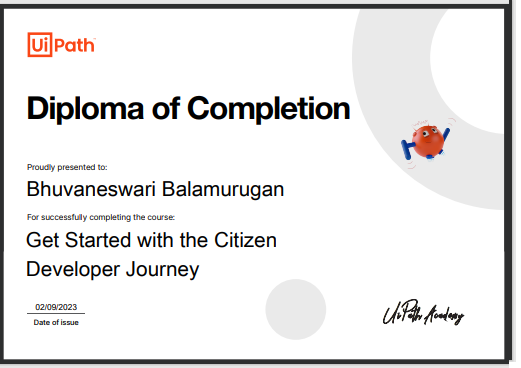 UiPath
Diploma of Completion
Proudly presented to:
Bhuvaneswari Balamurugan
For successfully completing the course:
Get Started with the Citizen
Developer Journey
02/09/2023
Date of issue
UiPath Academy